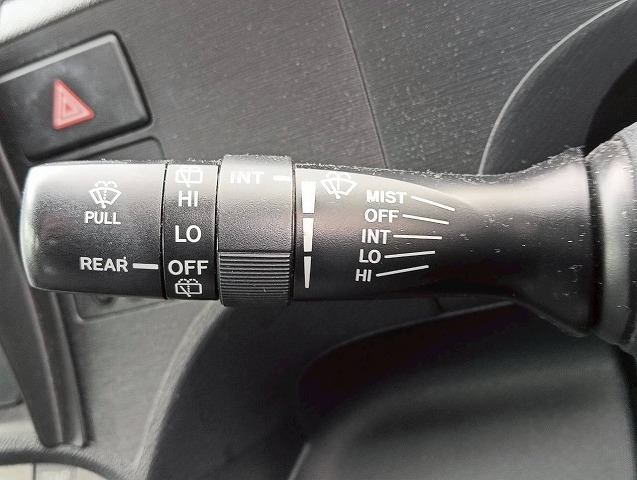 PULL
REAR
HI
LO
OFF
INT
MIST
OFF
INT
LO
HI